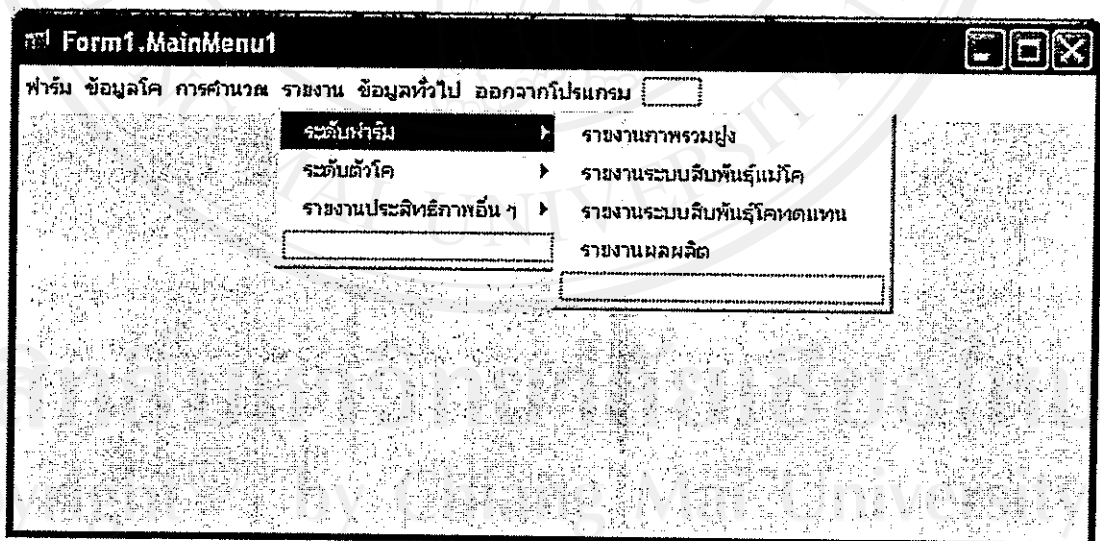 Form1.MainMenu1
ฟาร์ม ข้อมูลโค การคำนวณ รายงาน ข้อมูลทั่วไป ออกจากโปรแกรม
ระดับฟาร์ม รายงานภาพรวมฝูง
ระดับตัวโค รายงานระบบสืบพันธุ์แม่โค
รายงานประสิทธิภาพอื่น ๆ รายงานระบบสืบพันธุ์โคทดแทน
รายงานผลผลิต
UNIVERSIT
by Chiang Mai University